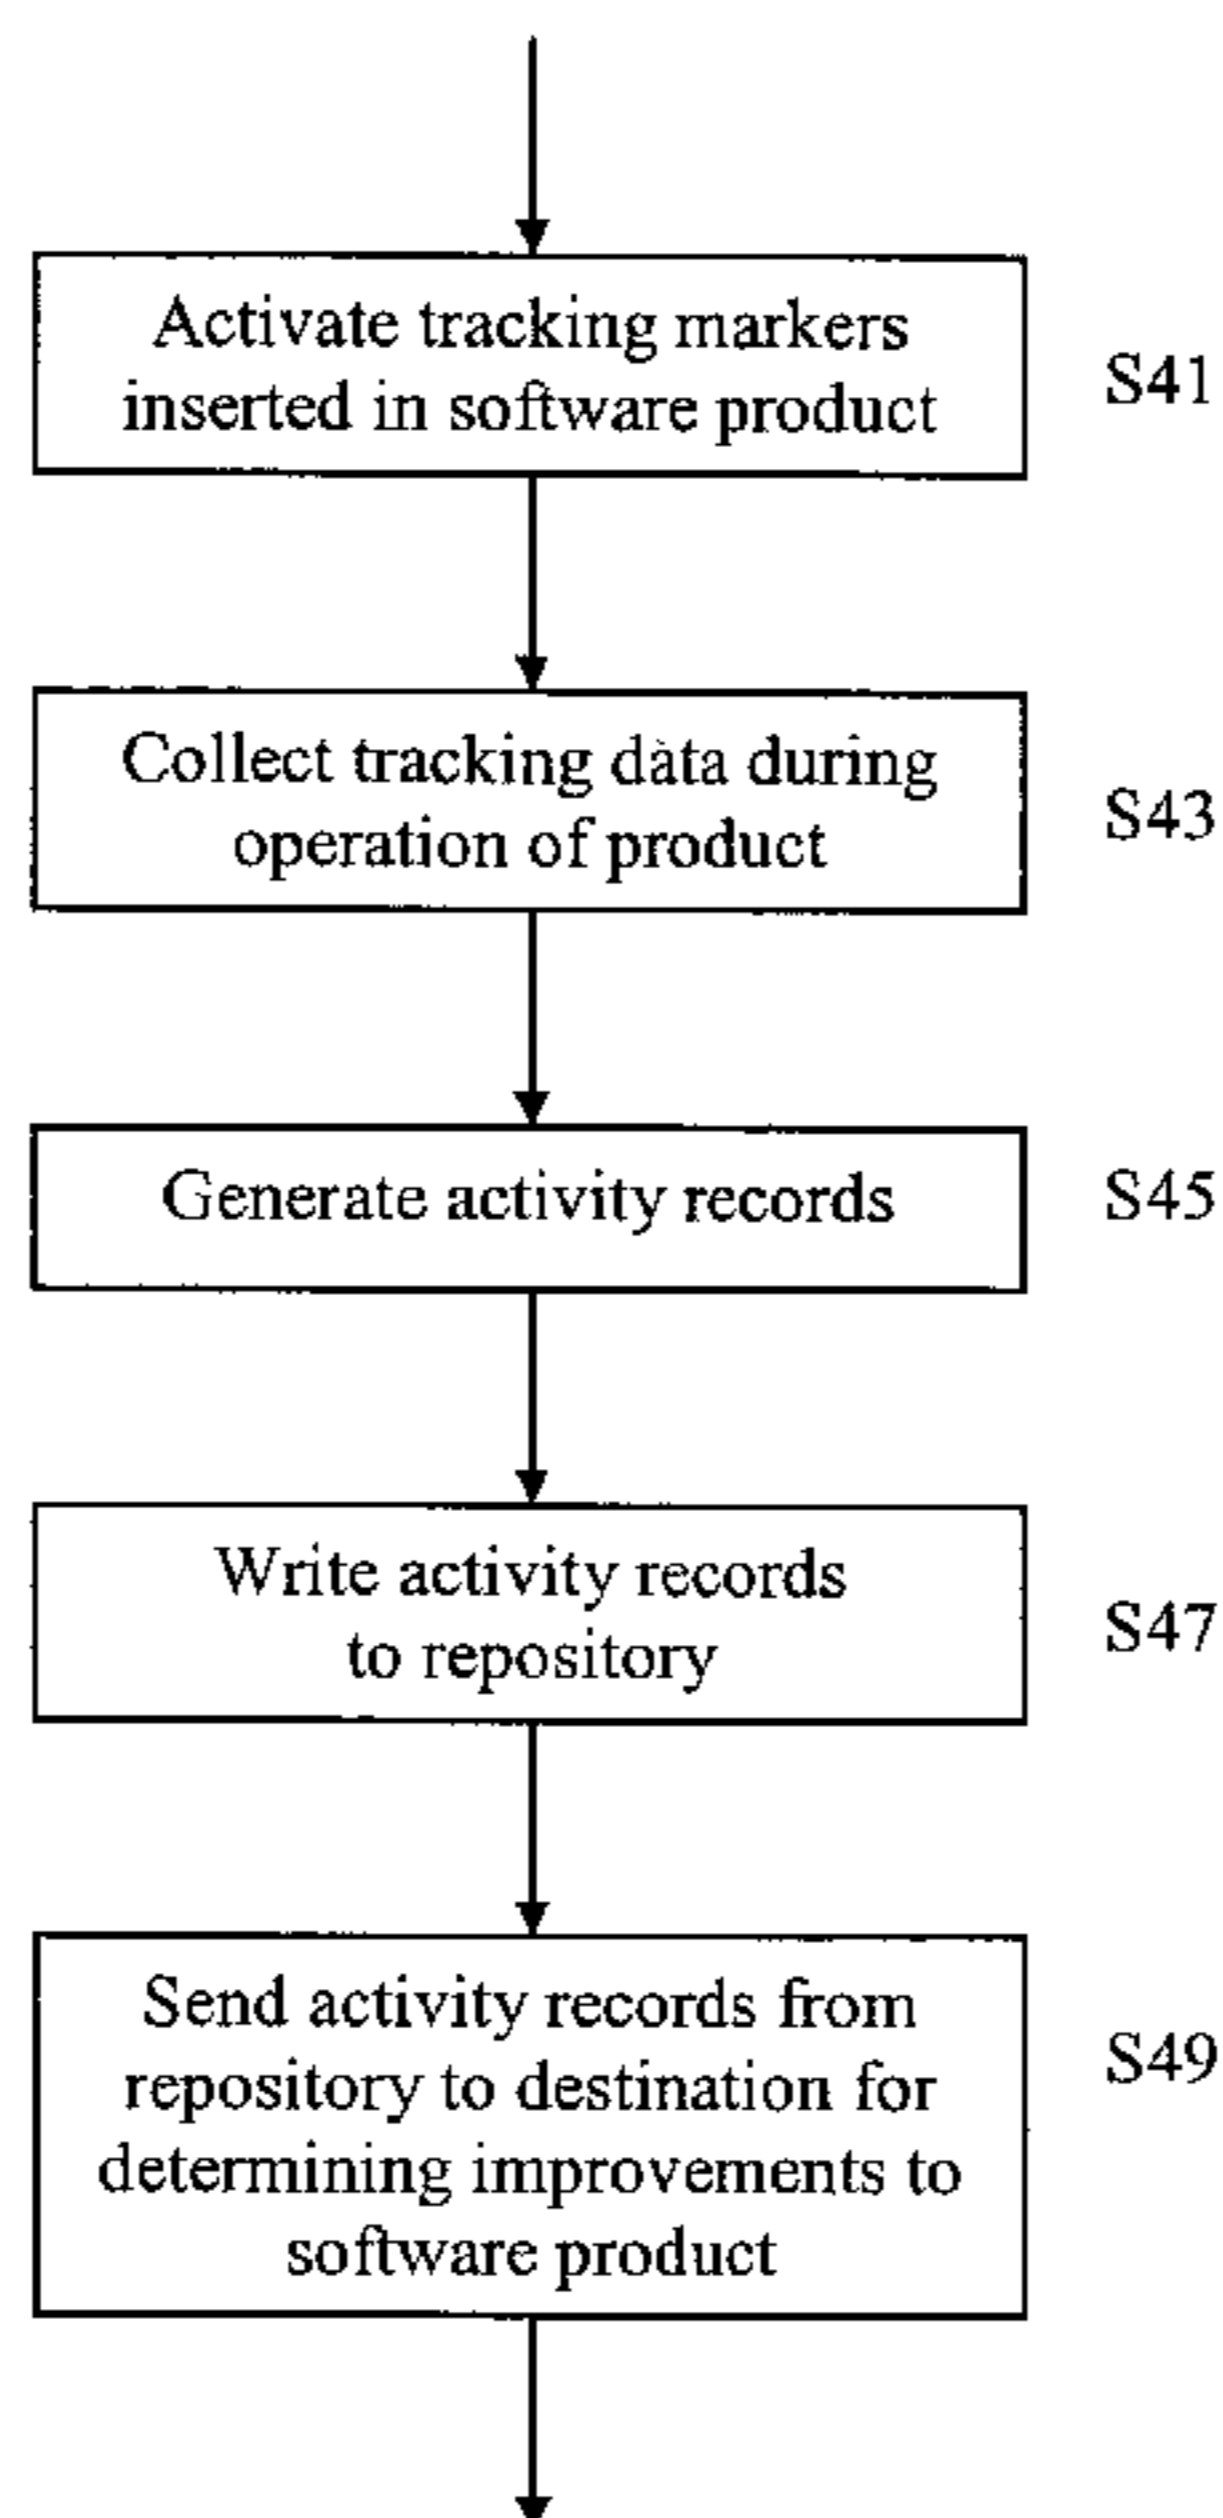 Activate tracking markers
inserted in software product
S41
Collect tracking data during
operation of product
S43
Generate activity records
S45
Write activity records
to repository
S47
Send activity records from
repository to destination for
determining improvements to
software product
S49